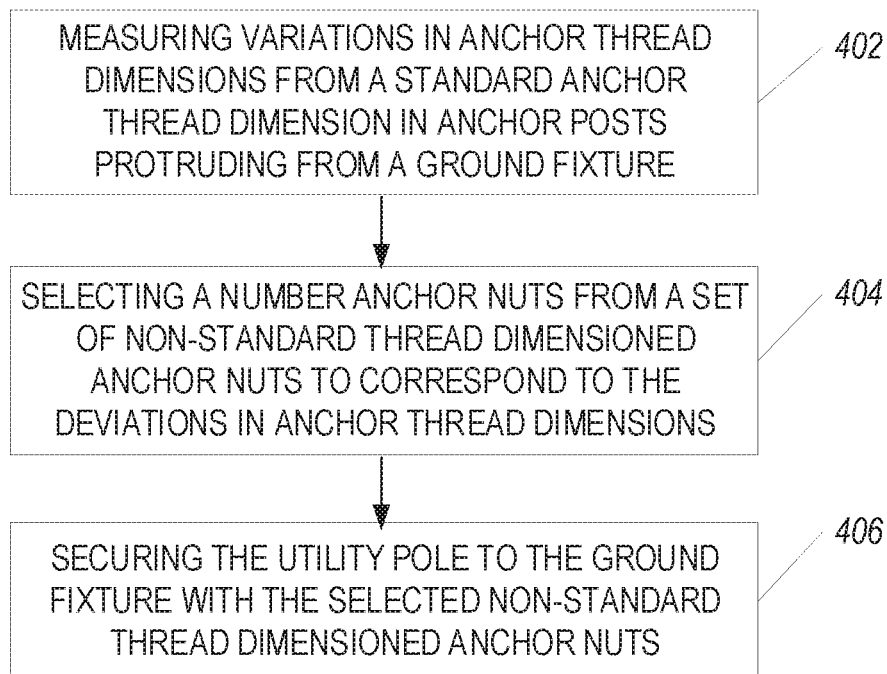 MEASURING VARIATIONS IN ANCHOR THREAD
DIMENSIONS FROM A STANDARD ANCHOR
THREAD DIMENSION IN ANCHOR POSTS
PROTRUDING FROM A GROUND FIXTURE
402
SELECTING A NUMBER ANCHOR NUTS FROM A SET
OF NON-STANDARD THREAD DIMENSIONED
ANCHOR NUTS TO CORRESPOND TO THE
DEVIATIONS IN ANCHOR THREAD DIMENSIONS
404
SECURING THE UTILITY POLE TO THE GROUND
FIXTURE WITH THE SELECTED NON-STANDARD
THREAD DIMENSIONED ANCHOR NUTS
406